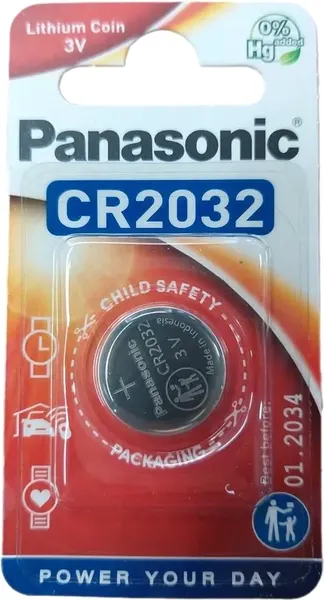 Lithium Coin
3V
0%
Hg added
Panasonic®
CR2032
CHILD SAFETY
Made in Indonesia
3 V
CR2032
Panasonic
+
PACKAGING
Best before:
01.2034
POWER YOUR DAY